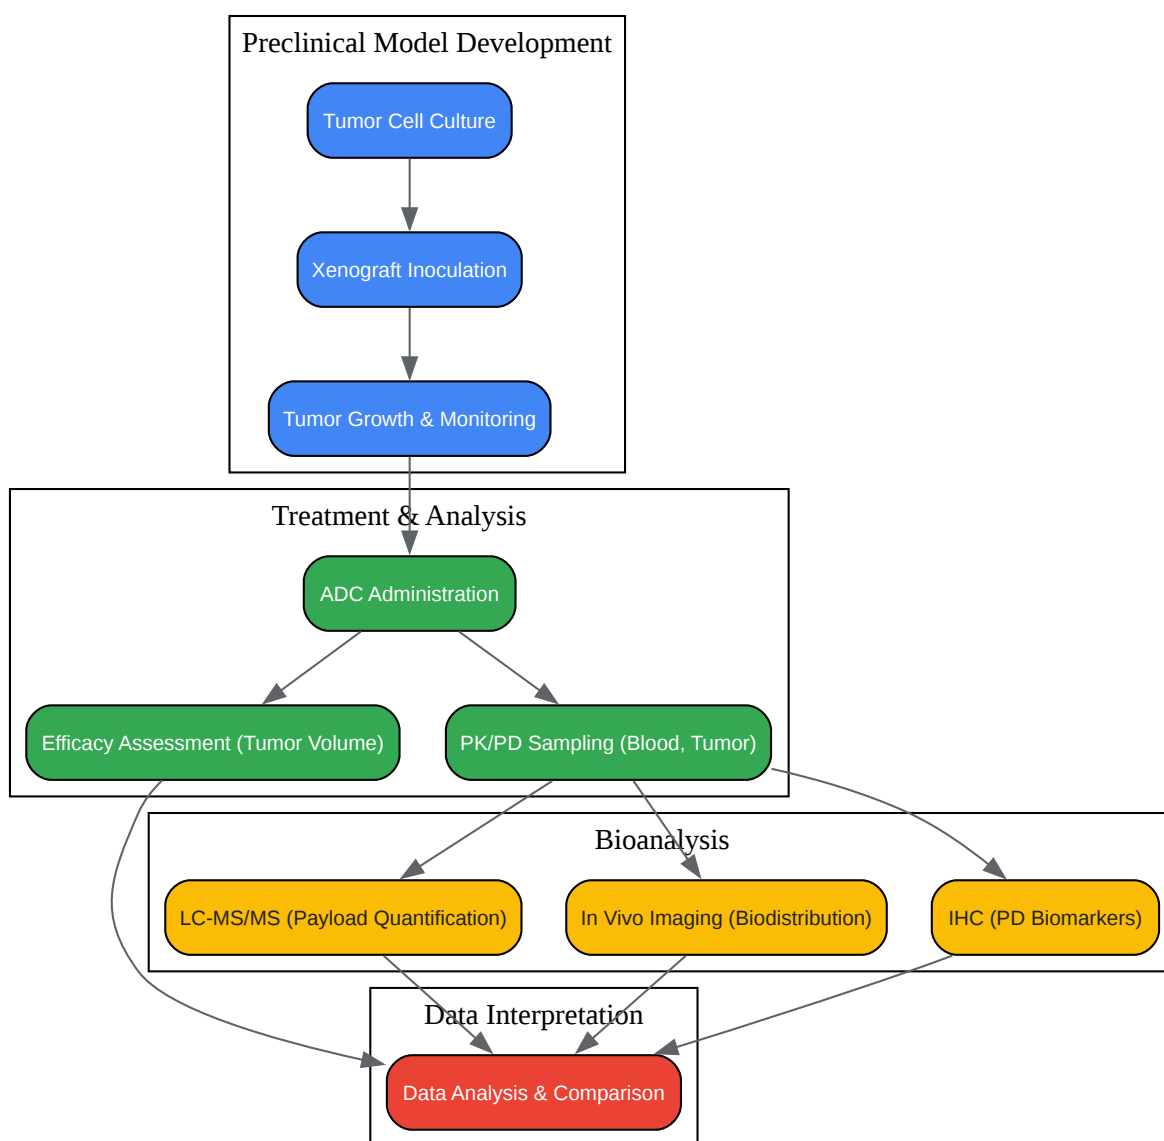 Preclinical Model Development
Tumor Cell Culture
Xenograft Inoculation
Tumor Growth & Monitoring
Treatment & Analysis
ADC Administration
Efficacy Assessment (Tumor Volume)
PK/PD Sampling (Blood, Tumor)
Bioanalysis
LC-MS/MS (Payload Quantification)
In Vivo Imaging (Biodistribution)
IHC (PD Biomarkers)
Data Interpretation
Data Analysis & Comparison